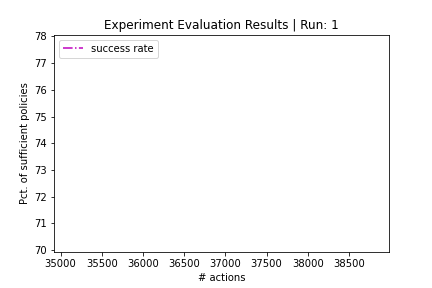 Experiment Evaluation Results | Run: 1
success rate
Pct. of sufficient policies
78
77
76
75
74
73
72
71
70
35000 35500 36000 36500 37000 37500 38000 38500
# actions